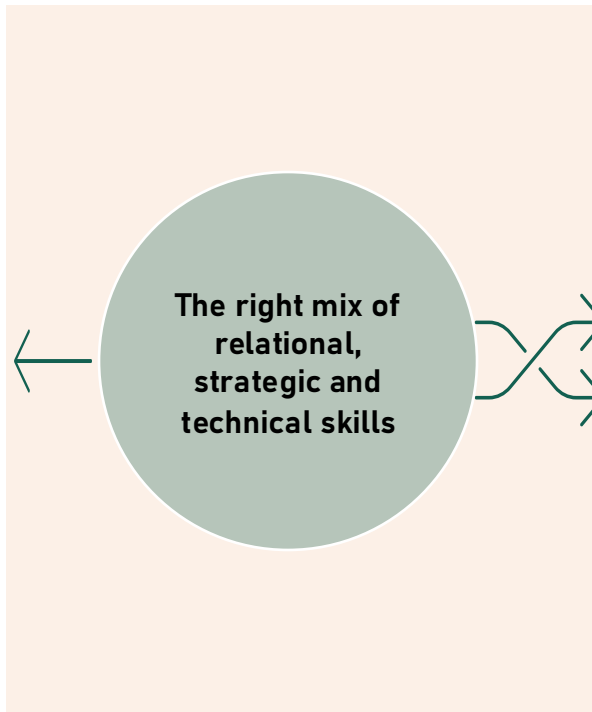 The right mix of
relational,
strategic and
technical skills